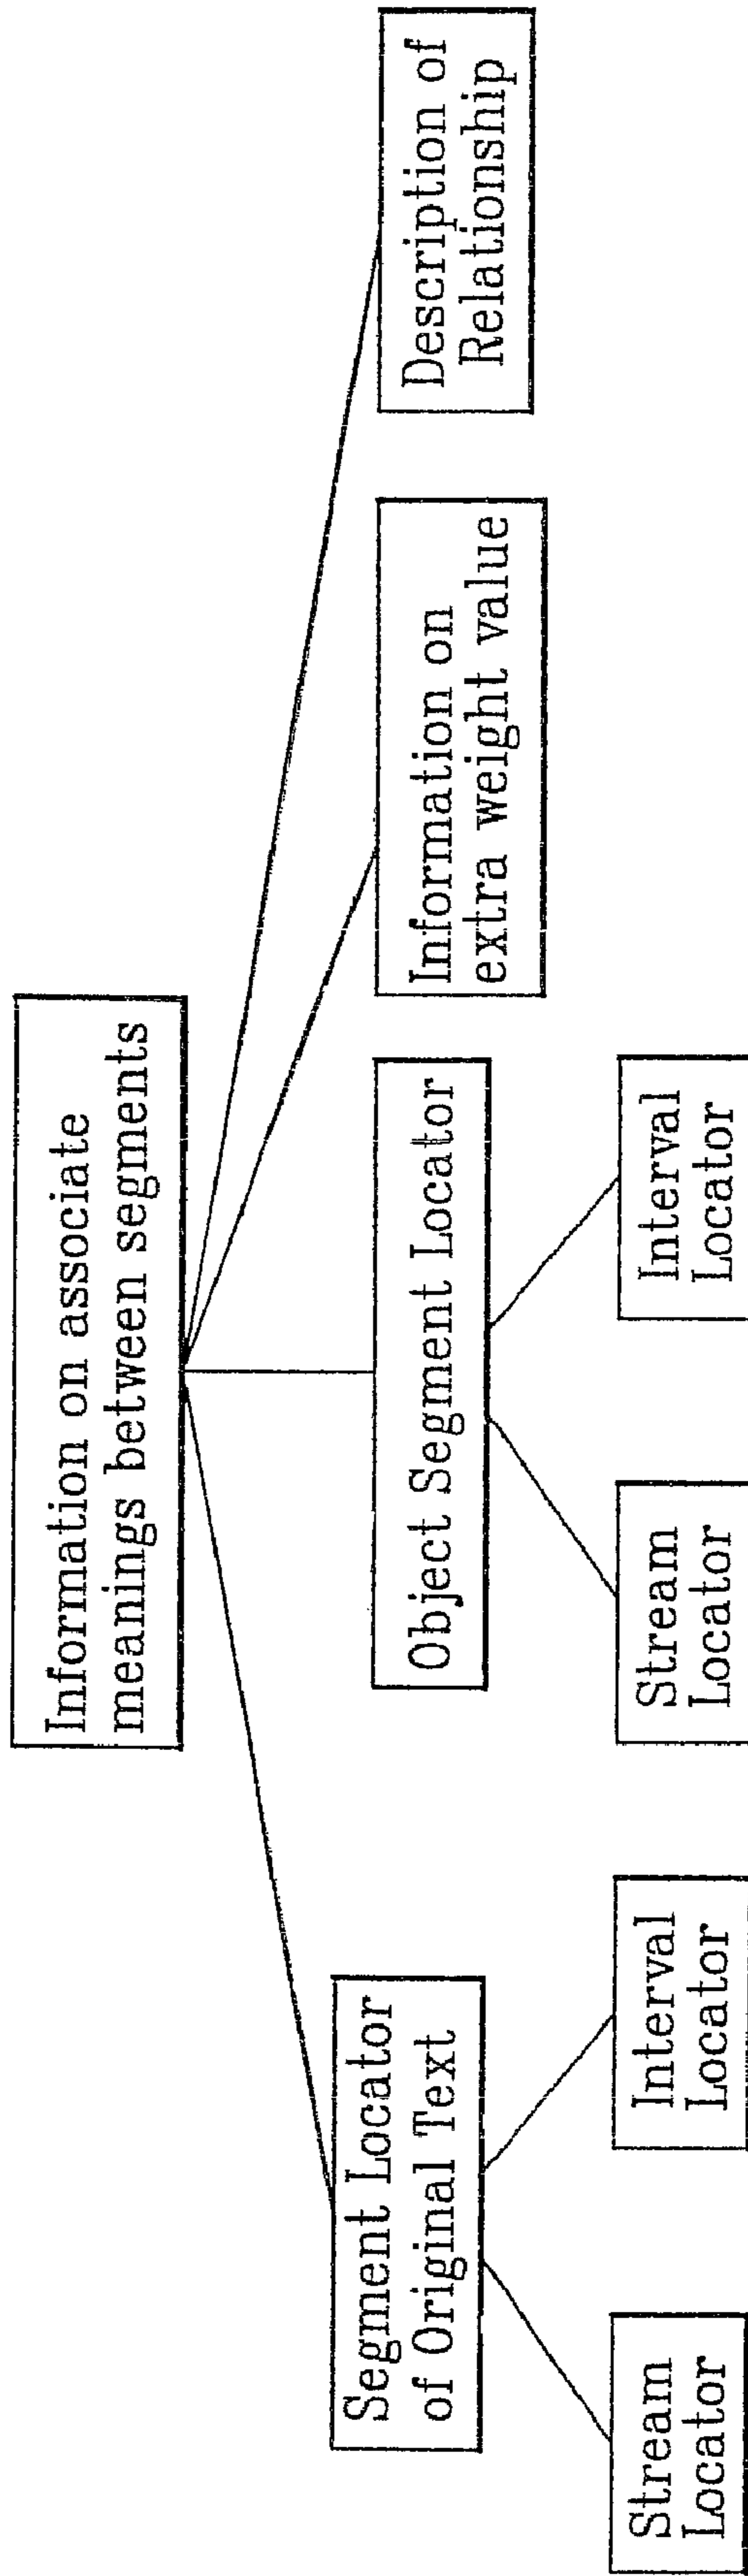 Information on associate
meanings between segments
Segment Locator
of Original Text
Object Segment Locator
Information on
extra weight value
Description of
Relationship
Stream
Locator
Interval
Locator
Stream
Locator
Interval
Locator